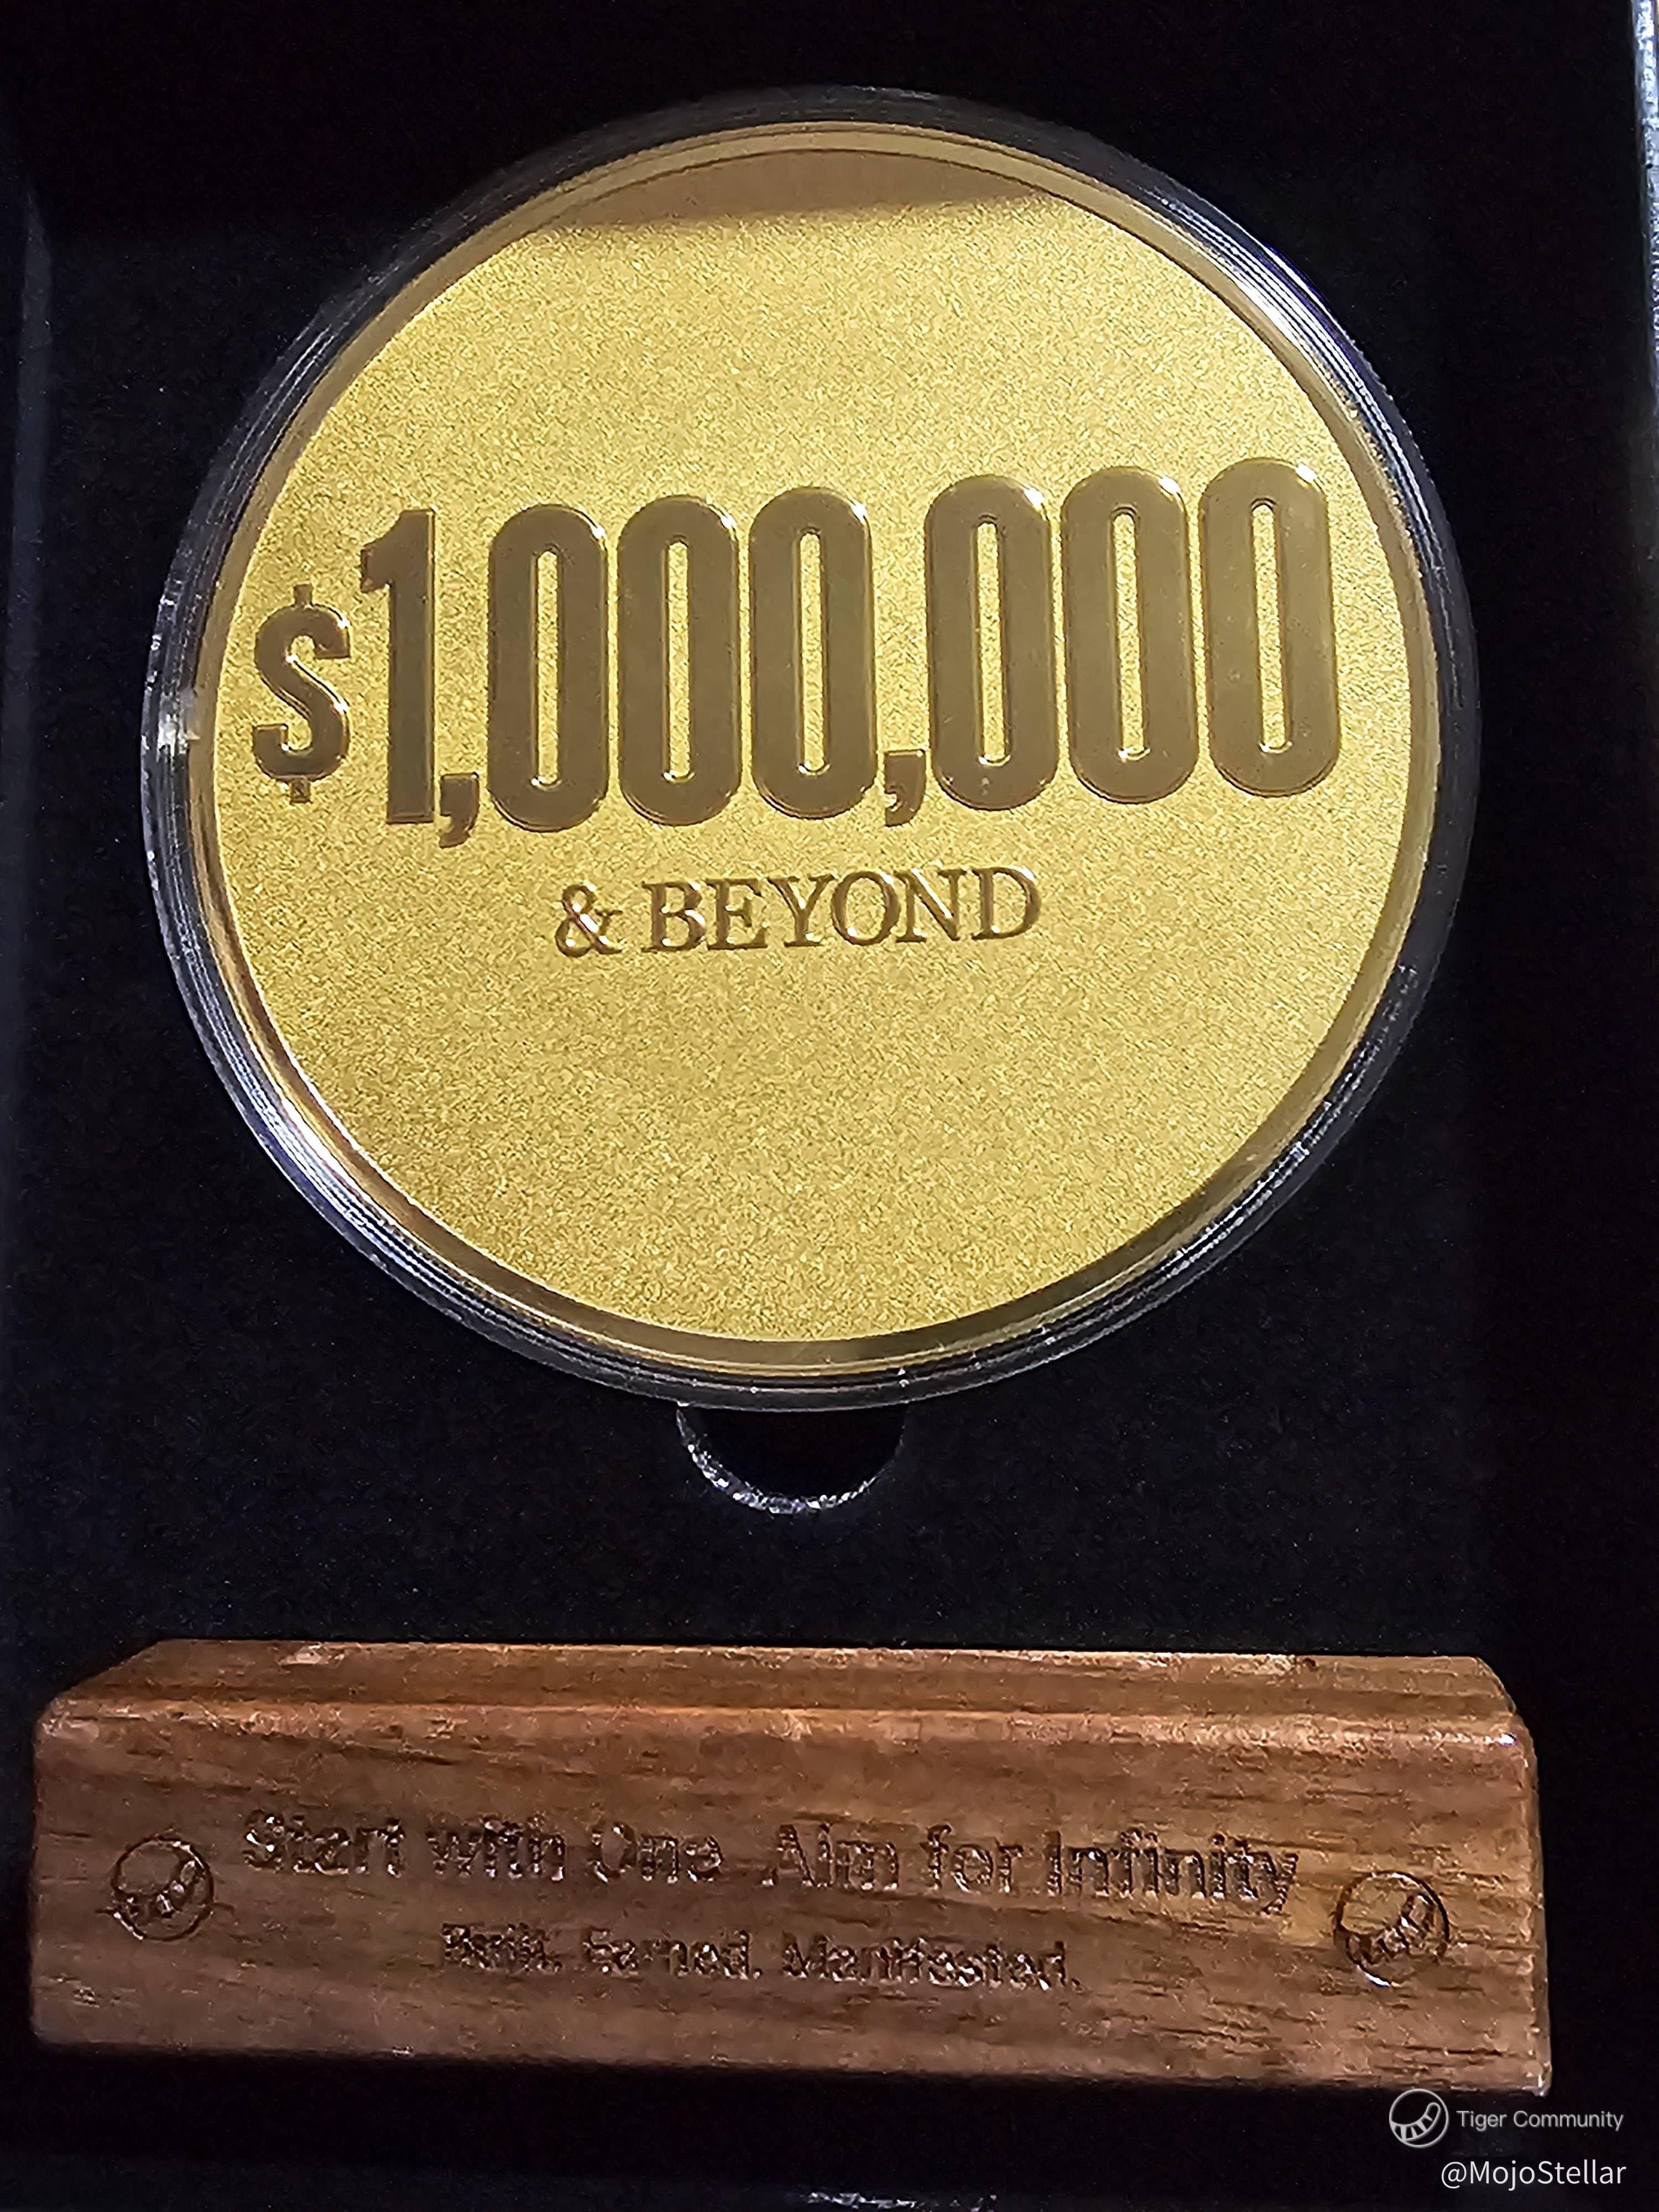 $1,000,000
& BEYOND
Start with One. Aim for Infinity
Built. Earned. Manifested.
Tiger Community
@MojoStellar